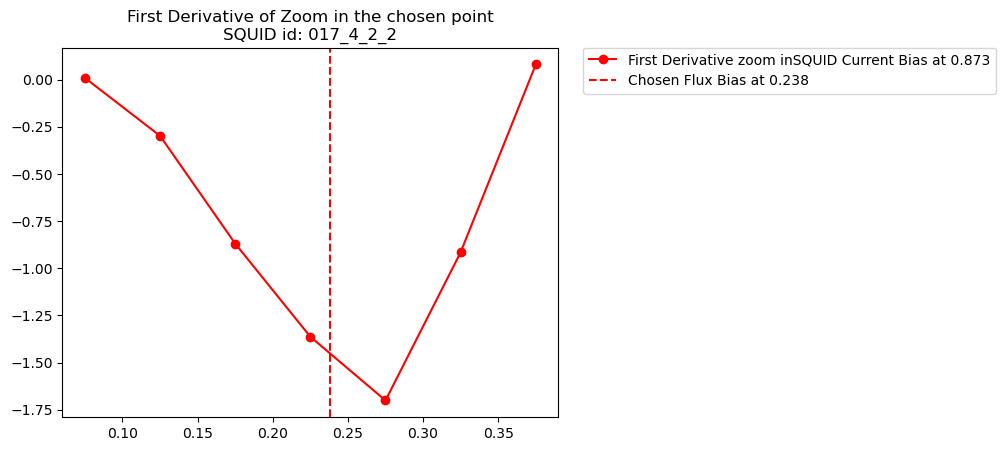 First Derivative of Zoom in the chosen point
SQUID id: 017_4_2_2
First Derivative zoom inSQUID Current Bias at 0.873
Chosen Flux Bias at 0.238
0.00
−0.25
−0.50
−0.75
−1.00
−1.25
−1.50
−1.75
0.10 0.15 0.20 0.25 0.30 0.35